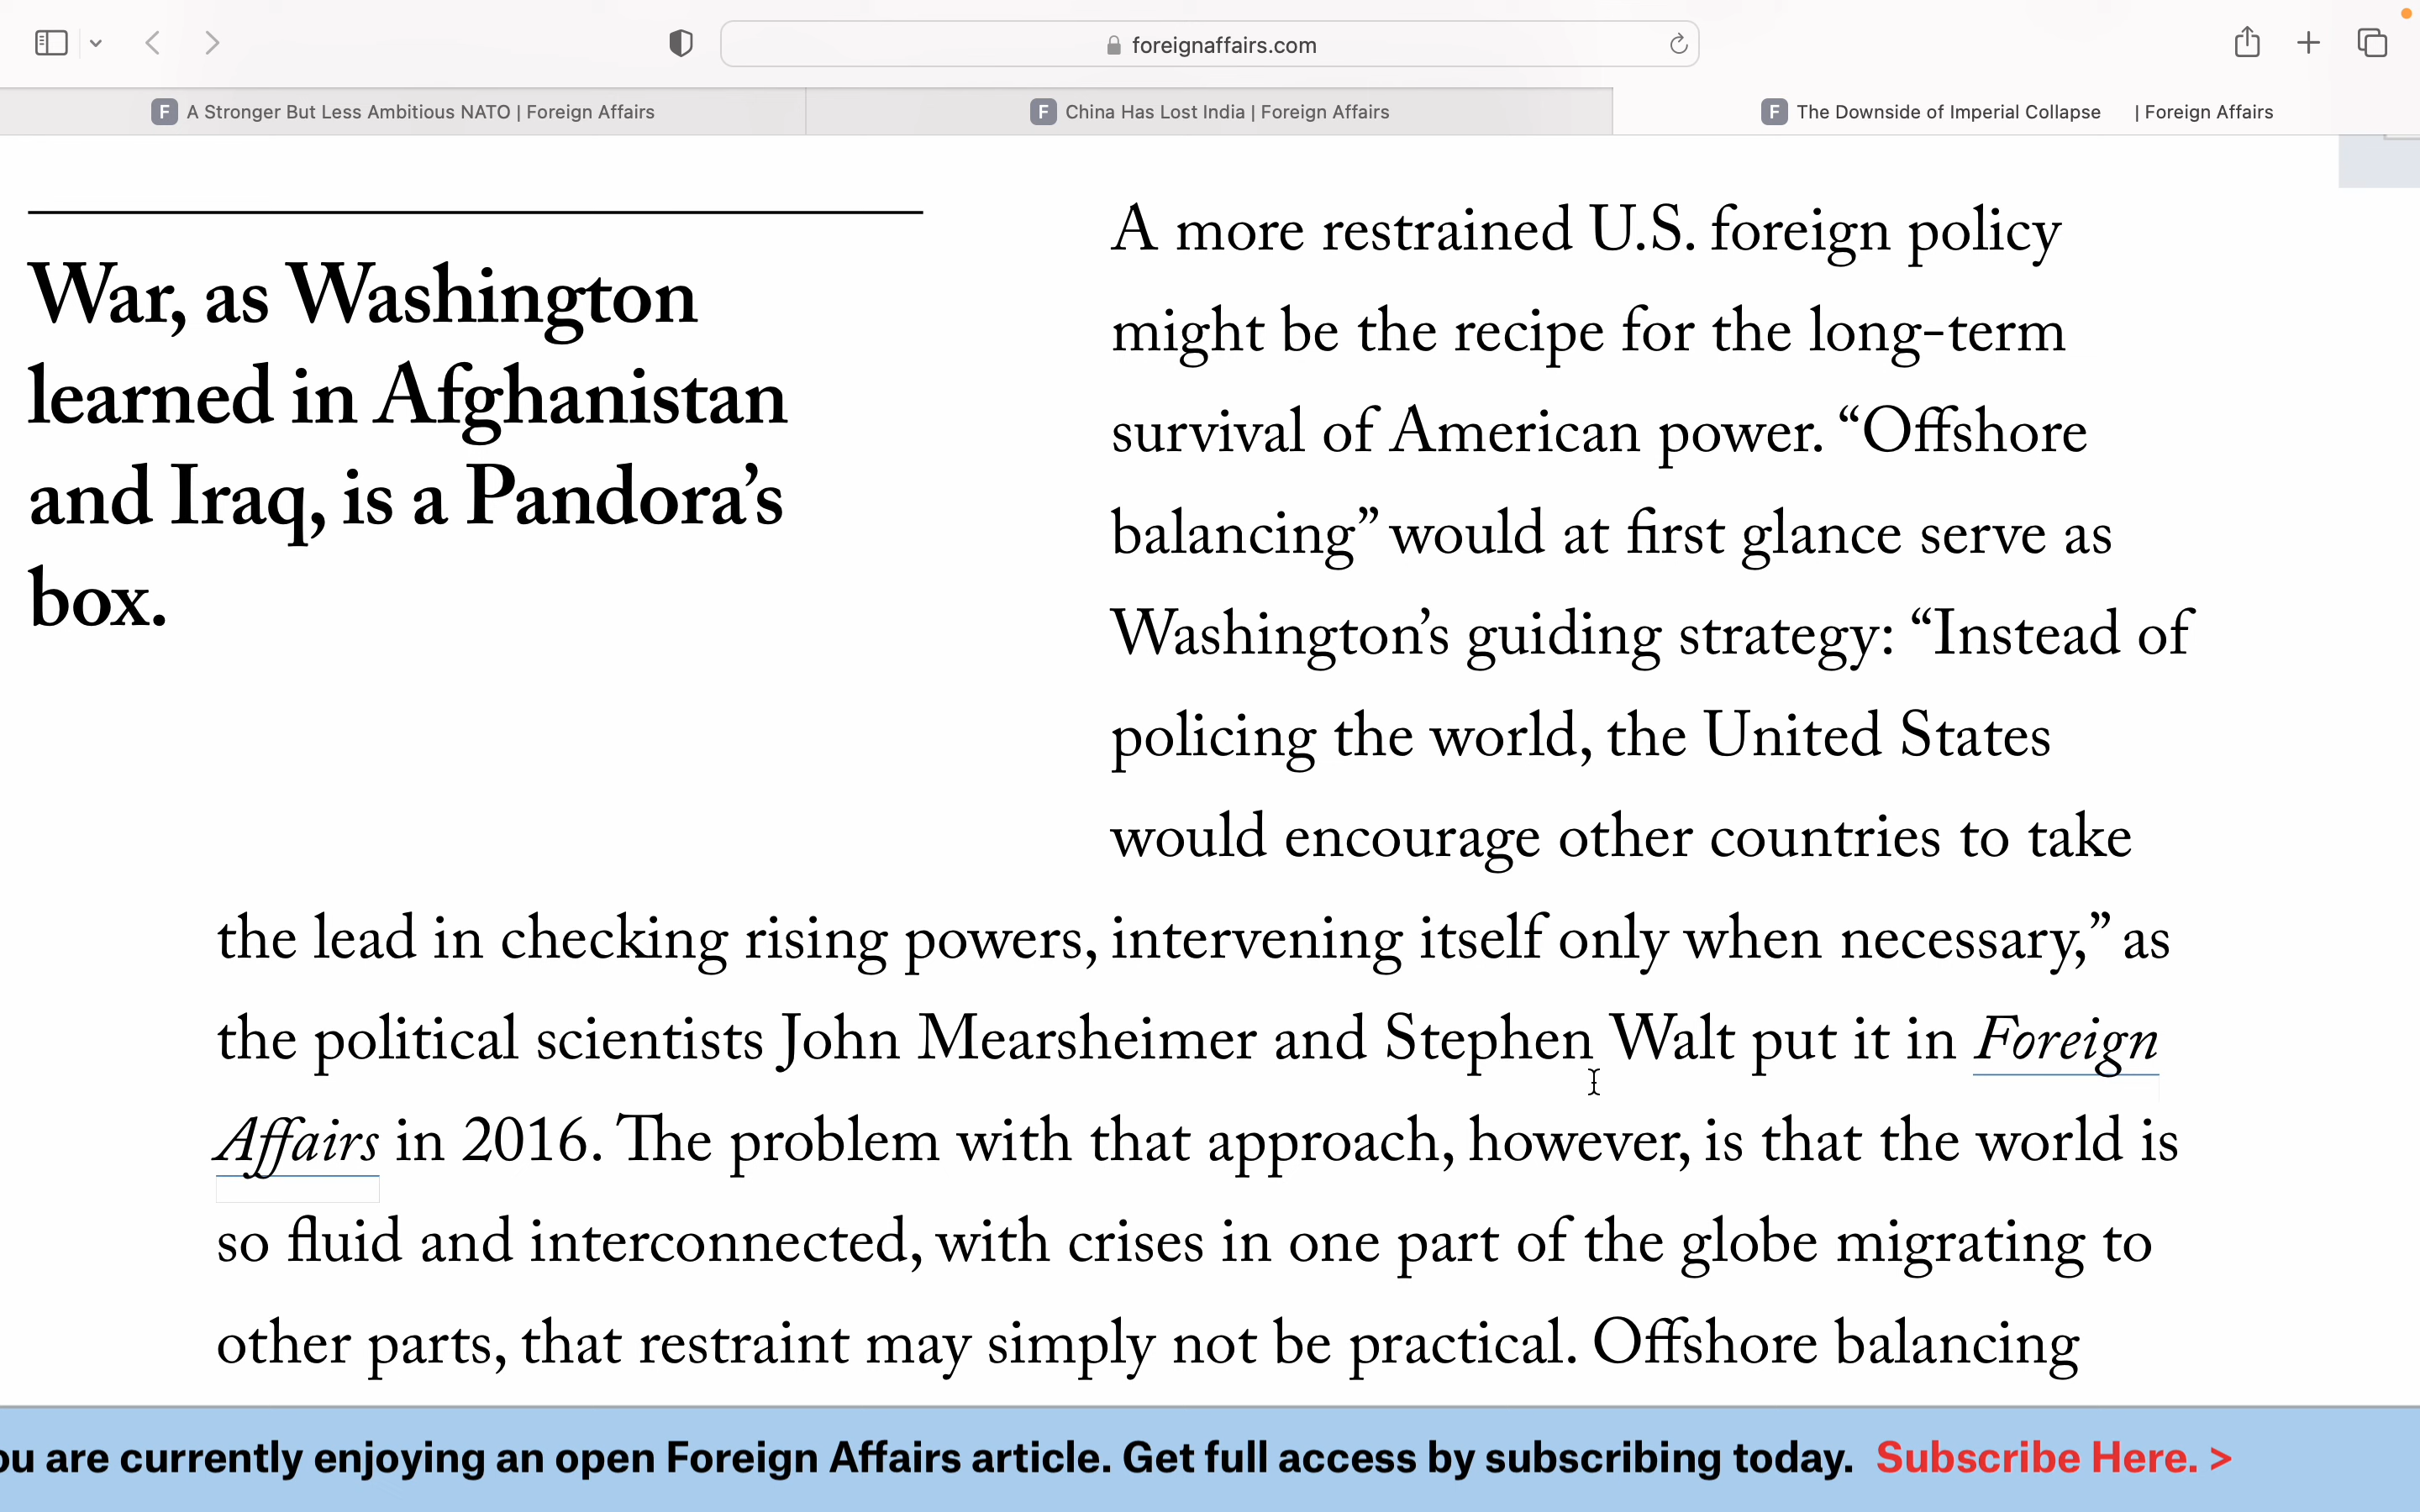 foreignaffairs.com
F A Stronger But Less Ambitious NATO | Foreign Affairs
F China Has Lost India | Foreign Affairs
F The Downside of Imperial Collapse | Foreign Affairs
War, as Washington
learned in Afghanistan
and Iraq, is a Pandora’s
box.
A more restrained U.S. foreign policy
might be the recipe for the long-term
survival of American power. “Offshore
balancing” would at first glance serve as
Washington’s guiding strategy: “Instead of
policing the world, the United States
would encourage other countries to take
the lead in checking rising powers, intervening itself only when necessary,” as
the political scientists John Mearsheimer and Stephen Walt put it in Foreign
Affairs in 2016. The problem with that approach, however, is that the world is
so fluid and interconnected, with crises in one part of the globe migrating to
other parts, that restraint may simply not be practical. Offshore balancing
ou are currently enjoying an open Foreign Affairs article. Get full access by subscribing today. Subscribe Here. >